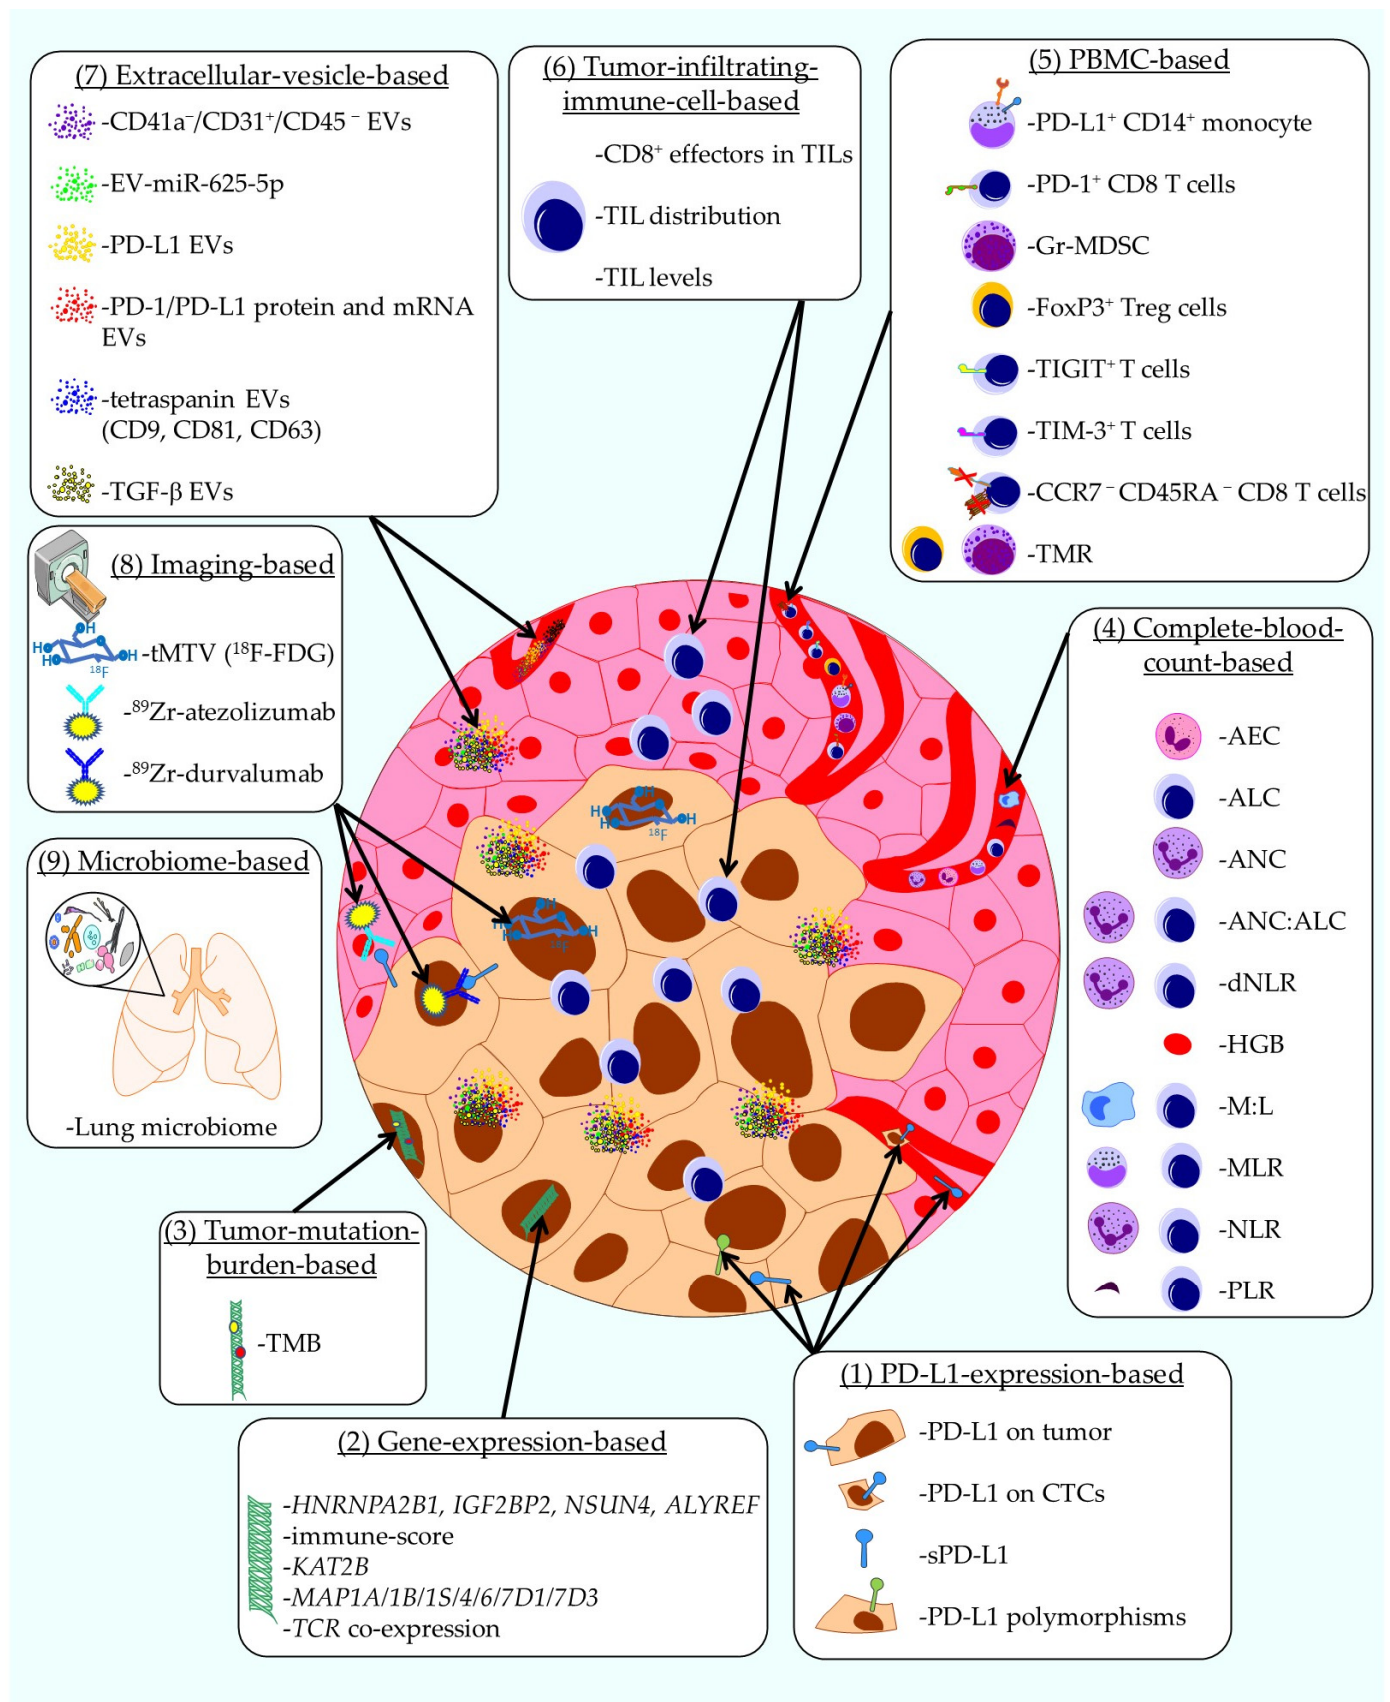 (7) Extracellular-vesicle-based
-CD41a⁻/CD31⁺/CD45⁻ EVs
-EV-miR-625-5p
-PD-L1 EVs
-PD-1/PD-L1 protein and mRNA
EVs
-tetraspanin EVs
(CD9, CD81, CD63)
-TGF-β EVs
(6) Tumor-infiltrating-
immune-cell-based
-CD8⁺ effectors in TILs
-TIL distribution
-TIL levels
(5) PBMC-based
-PD-L1⁺ CD14⁺ monocyte
-PD-1⁺ CD8 T cells
-Gr-MDSC
-FoxP3⁺ Treg cells
-TIGIT⁺ T cells
-TIM-3⁺ T cells
-CCR7⁻ CD45RA⁻ CD8 T cells
-TMR
(8) Imaging-based
H
H
H
H
¹⁸F
-tMTV (¹⁸F-FDG)
-⁸⁹Zr-atezolizumab
-⁸⁹Zr-durvalumab
(4) Complete-blood-
count-based
-AEC
-ALC
-ANC
-ANC:ALC
-dNLR
-HGB
-M:L
-MLR
-NLR
-PLR
H
H
H
H
¹⁸F
H
H
H
H
¹⁸F
(9) Microbiome-based
-Lung microbiome
(3) Tumor-mutation-
burden-based
-TMB
(2) Gene-expression-based
-HNRNPA2B1, IGF2BP2, NSUN4, ALYREF
-immune-score
-KAT2B
-MAP1A/1B/1S/4/6/7D1/7D3
-TCR co-expression
(1) PD-L1-expression-based
-PD-L1 on tumor
-PD-L1 on CTCs
-sPD-L1
-PD-L1 polymorphisms